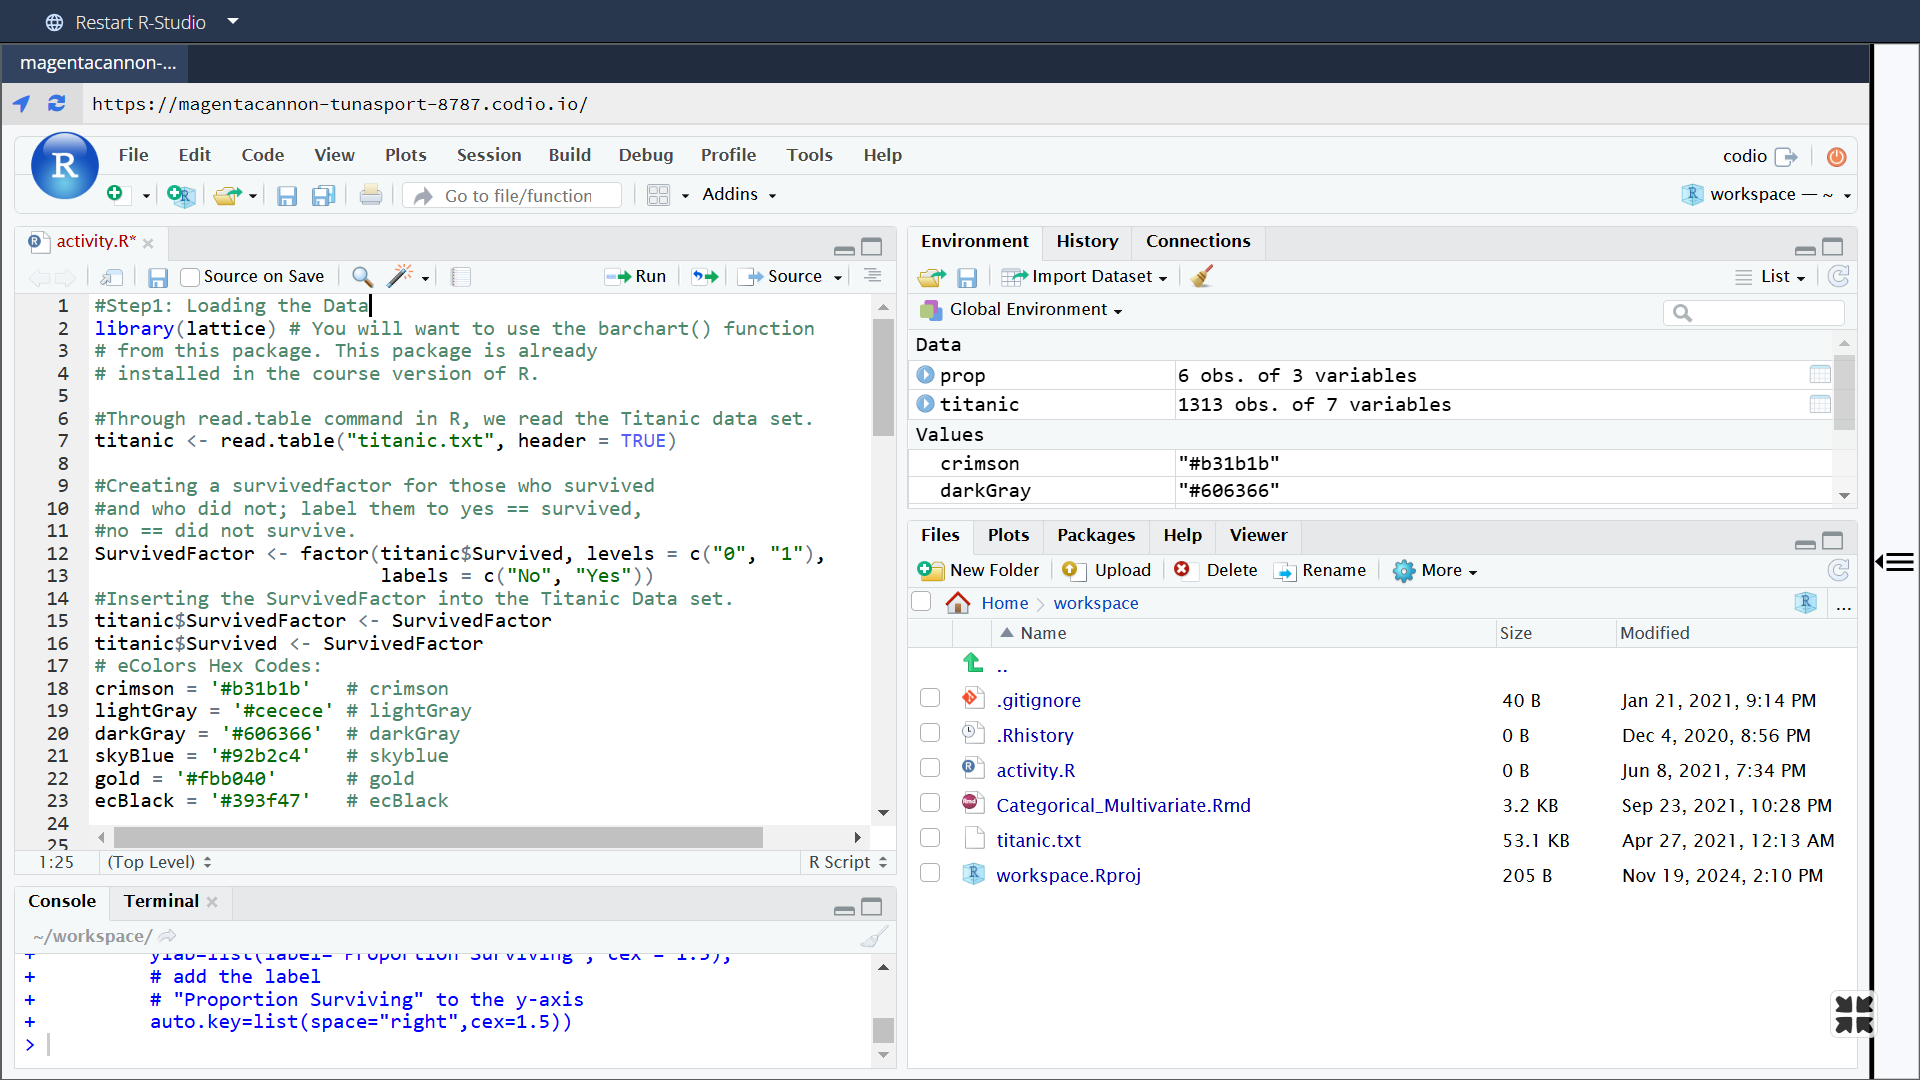 Restart R-Studio
magentacannon-...
https://magentacannon-tunasport-8787.codio.io/
R
File Edit Code View Plots Session Build Debug Profile Tools Help
codio
Go to file/function
Addins
workspace — ~
activity.R*
Source on Save
Run
Source
1 #Step1: Loading the Data
2 library(lattice) # You will want to use the barchart() function
3 # from this package. This package is already
4 # installed in the course version of R.
5
6 #Through read.table command in R, we read the Titanic data set.
7 titanic <- read.table("titanic.txt", header = TRUE)
8
9 #Creating a survivedfactor for those who survived
10 #and who did not; label them to yes == survived,
11 #no == did not survive.
12 SurvivedFactor <- factor(titanic$Survived, levels = c("0", "1"),
13 labels = c("No", "Yes"))
14 #Inserting the SurvivedFactor into the Titanic Data set.
15 titanic$SurvivedFactor <- SurvivedFactor
16 titanic$Survived <- SurvivedFactor
17 # eColors Hex Codes:
18 crimson = '#b31b1b' # crimson
19 lightGray = '#cecece' # lightGray
20 darkGray = '#606366' # darkGray
21 skyBlue = '#92b2c4' # skyblue
22 gold = '#fbb040' # gold
23 ecBlack = '#393f47' # ecBlack
24
25
1:25 (Top Level) R Script
Console Terminal
~/workspace/
+ ylab=list(label="Proportion Surviving", cex = 1.5),
+ # add the label
+ # "Proportion Surviving" to the y-axis
+ auto.key=list(space="right",cex=1.5))
>
Environment History Connections
Import Dataset
List
Global Environment
Data
prop 6 obs. of 3 variables
titanic 1313 obs. of 7 variables
Values
crimson "#b31b1b"
darkGray "#606366"
Files Plots Packages Help Viewer
New Folder Upload Delete Rename More
Home workspace ...
Name Size Modified
..
.gitignore 40 B Jan 21, 2021, 9:14 PM
.Rhistory 0 B Dec 4, 2020, 8:56 PM
activity.R 0 B Jun 8, 2021, 7:34 PM
Categorical_Multivariate.Rmd 3.2 KB Sep 23, 2021, 10:28 PM
titanic.txt 53.1 KB Apr 27, 2021, 12:13 AM
workspace.Rproj 205 B Nov 19, 2024, 2:10 PM